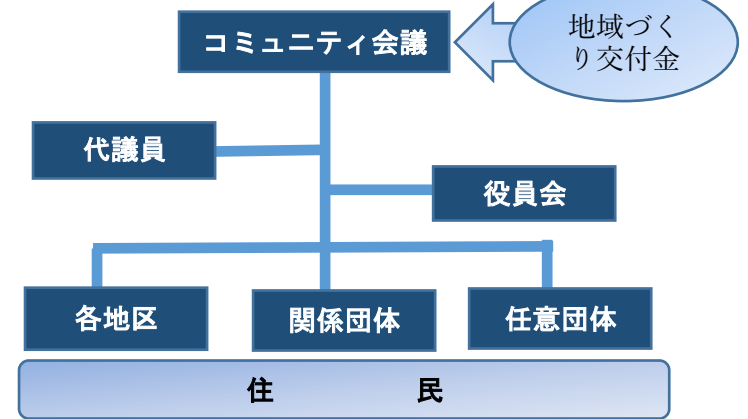 コミュニティ会議
地域づく
り交付金
代議員
役員会
各地区
関係団体
任意団体
住　　　民